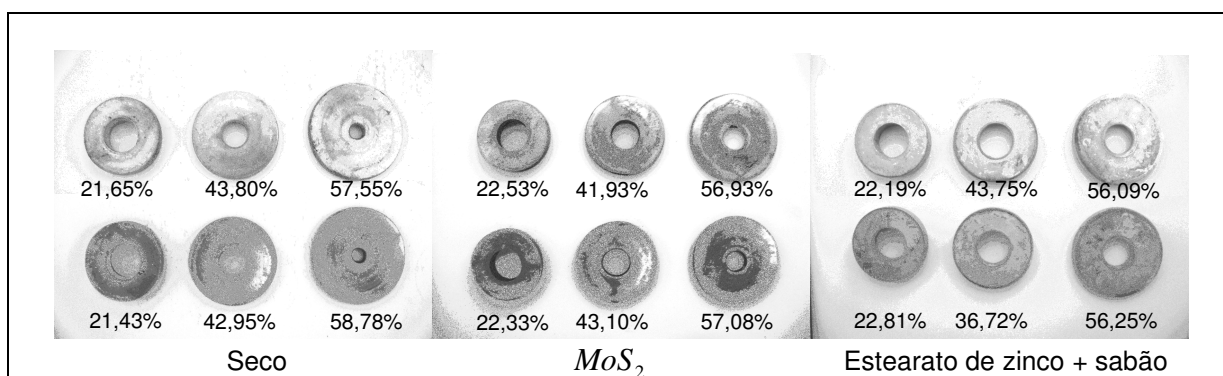 21,65% 43,80% 57,55% 22,53% 41,93% 56,93% 22,19% 43,75% 56,09%
21,43% 42,95% 58,78% 22,33% 43,10% 57,08% 22,81% 36,72% 56,25%
Seco MoS₂ Estearato de zinco + sabão